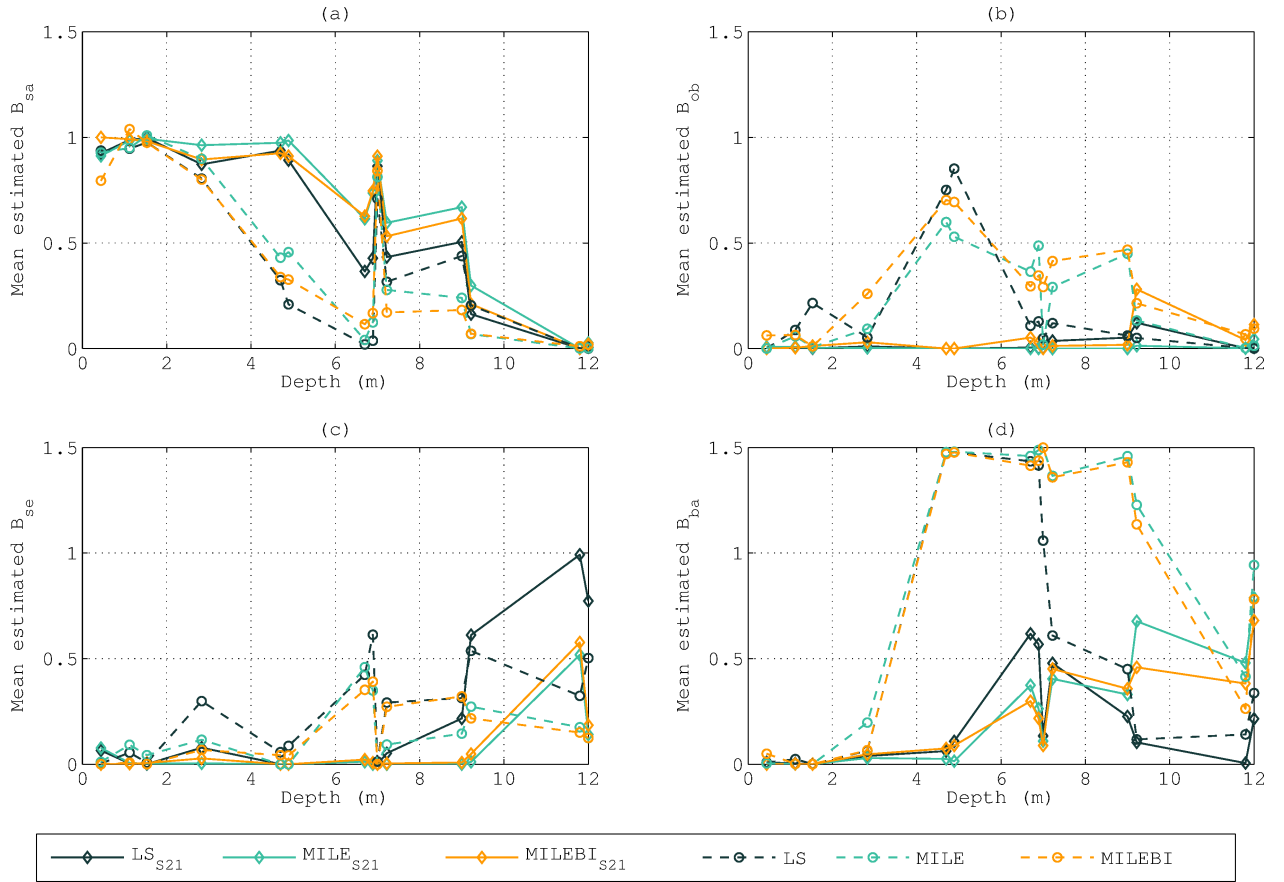 (a)
1.5
1
0.5
0
Mean estimated B_sa
0 2 4 6 8 10 12
Depth (m)
(b)
1.5
1
0.5
0
Mean estimated B_ob
0 2 4 6 8 10 12
Depth (m)
(c)
1.5
1
0.5
0
Mean estimated B_se
0 2 4 6 8 10 12
Depth (m)
(d)
1.5
1
0.5
0
Mean estimated B_ba
0 2 4 6 8 10 12
Depth (m)
LS_S21 MILE_S21 MILEBI_S21 LS MILE MILEBI